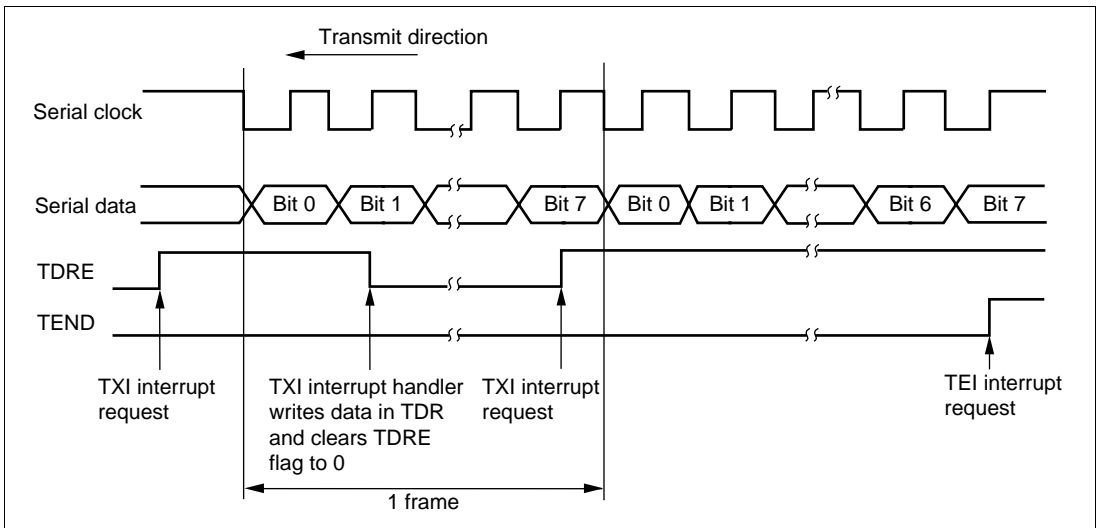 Transmit direction
Serial clock
Serial data
Bit 0
Bit 1
Bit 7
Bit 0
Bit 1
Bit 6
Bit 7
TDRE
TEND
TXI interrupt
request
TXI interrupt handler
writes data in TDR
and clears TDRE
flag to 0
TXI interrupt
request
TEI interrupt
request
1 frame